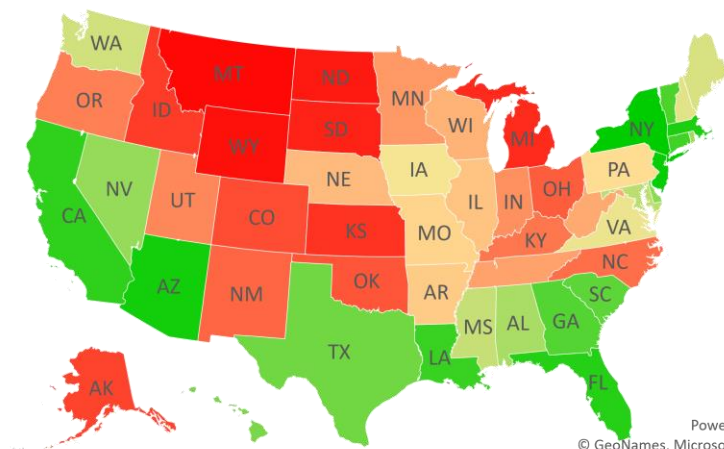 WA
MT
ND
MN
OR
ID
SD
WI
MI
NY
WY
IA
PA
NE
NV
IL
IN
OH
UT
CO
CA
KS
MO
KY
VA
NC
OK
AZ
NM
AR
SC
MS
AL
GA
TX
LA
FL
AK
Powe
© GeoNames, Microso